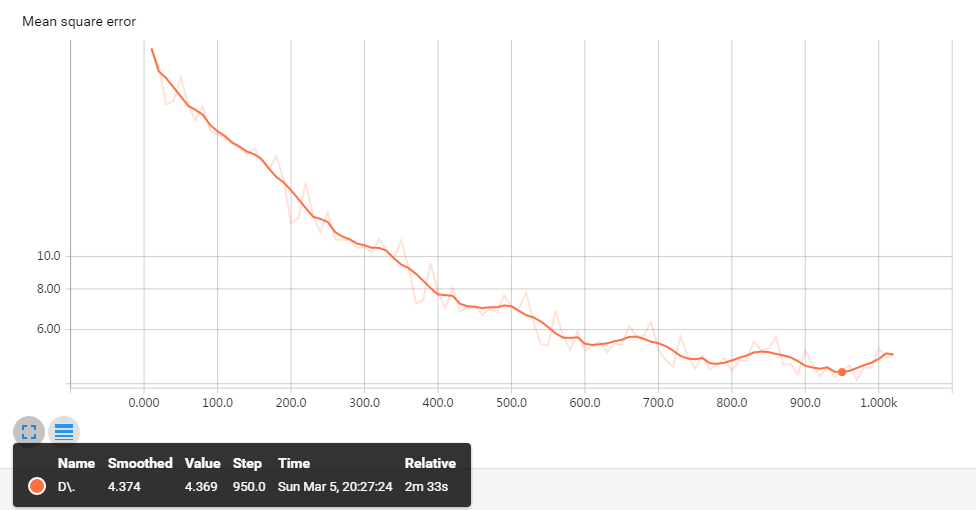 Mean square error
10.0
8.00
6.00
0.000 100.0 200.0 300.0 400.0 500.0 600.0 700.0 800.0 900.0 1.000k
Name Smoothed Value Step Time Relative
D\. 4.374 4.369 950.0 Sun Mar 5, 20:27:24 2m 33s